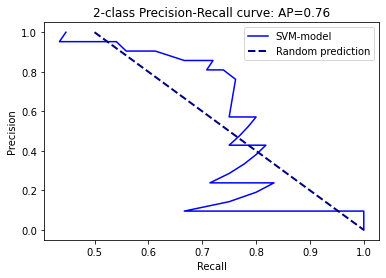 2-class Precision-Recall curve: AP=0.76
SVM-model
Random prediction
Precision
1.0
0.8
0.6
0.4
0.2
0.0
0.5
0.6
0.7
0.8
0.9
1.0
Recall